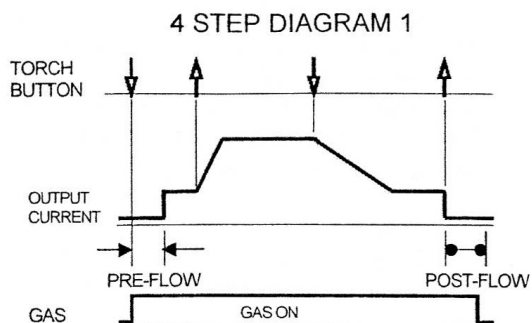 4 STEP DIAGRAM 1
TORCH
BUTTON
OUTPUT
CURRENT
PRE-FLOW
POST-FLOW
GAS
GAS ON